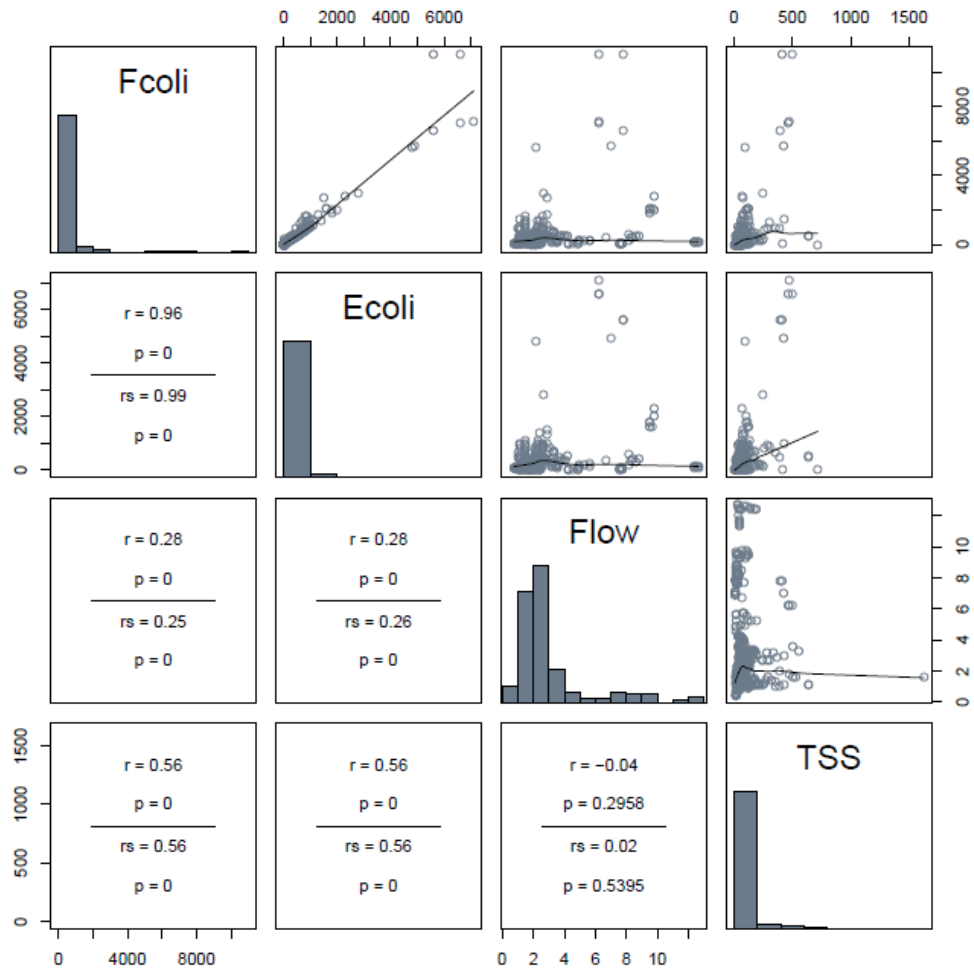 0 2000 4000 6000
0 500 1000 1500
Fcoli
0 4000 8000
0 2000 4000 6000
r = 0.96
p = 0
rs = 0.99
p = 0
Ecoli
r = 0.28
p = 0
rs = 0.25
p = 0
r = 0.28
p = 0
rs = 0.26
p = 0
Flow
0 2 4 6 8 10
0 500 1000 1500
r = 0.56
p = 0
rs = 0.56
p = 0
r = 0.56
p = 0
rs = 0.56
p = 0
r = −0.04
p = 0.2958
rs = 0.02
p = 0.5395
TSS
0 4000 8000
0 2 4 6 8 10